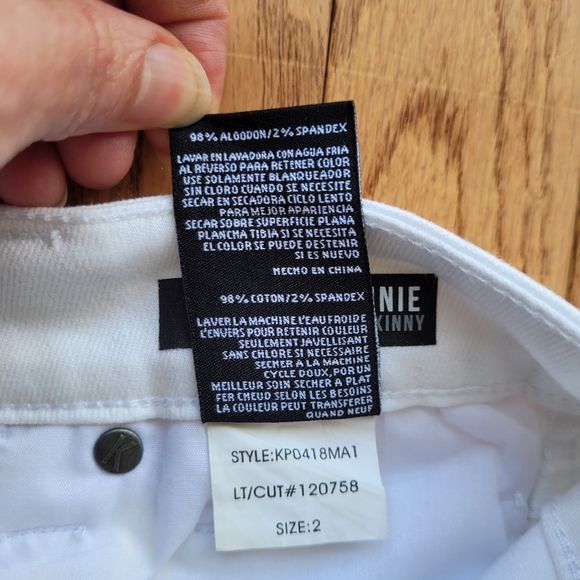 98% ALGODON/2% SPANDEX
LAVAR EN LAVADORA CON AGUA FRIA
AL REVERSO PARA RETENER COLOR
USE SOLAMENTE BLANQUEADOR
SIN CLORO CUANDO SE NECESITE
SECAR EN SECADORA CICLO LENTO
PARA MEJOR APARIENCIA
SECAR SOBRE SUPERFICIE PLANA
PLANCHA TIBIA SI SE NECESITA
EL COLOR SE PUEDE DESTENIR
SI ES NUEVO
HECHO EN CHINA
98% COTON/2% SPANDEX
LAVER LA MACHINE L'EAU FROIDE
L'ENVERS POUR RETENIR COULEUR
SEULEMENT JAVELLISANT
SANS CHLORE SI NECESSAIRE
SECHER A LA MACHINE
CYCLE DOUX, POR UN
MEILLEUR SOIN SECHER A PLAT
FER CHEUD SELON LES BESOINS
LA COULEUR PEUT TRANSFERER
QUAND NEUF
NIE
KINNY
K
STYLE:KP0418MA1
LT/CUT#120758
SIZE:2